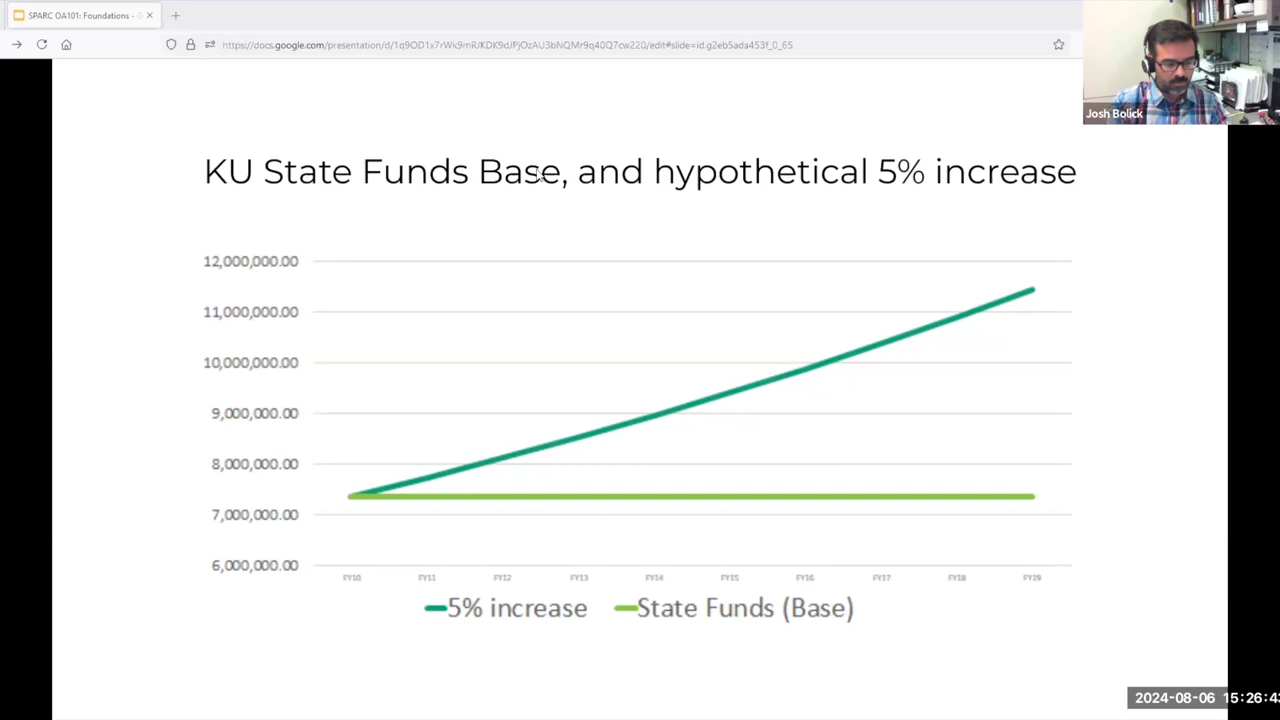 SPARC OA101: Foundations - G
https://docs.google.com/presentation/d/1q9OD1x7rWk9mRJKDK9dJPjOzAU3bNQMr9q40Q7cw220/edit#slide=id.g2eb5ada453f_0_65
Josh Bolick
KU State Funds Base, and hypothetical 5% increase
12,000,000.00
11,000,000.00
10,000,000.00
9,000,000.00
8,000,000.00
7,000,000.00
6,000,000.00
FY10 FY11 FY12 FY13 FY14 FY15 FY16 FY17 FY18 FY19
5% increase State Funds (Base)
2024-08-06 15:26:4